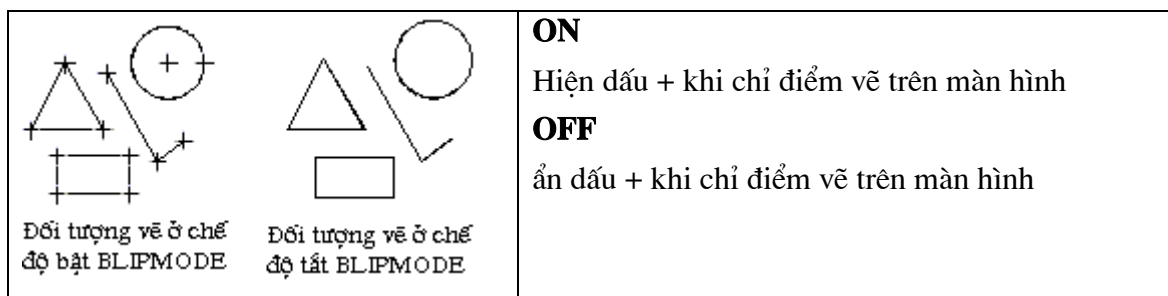 Đối tượng vẽ ở chế
độ bật BLIPMODE
Đối tượng vẽ ở chế
độ tắt BLIPMODE
ON
Hiện dấu + khi chỉ điểm vẽ trên màn hình
OFF
ẩn dấu + khi chỉ điểm vẽ trên màn hình